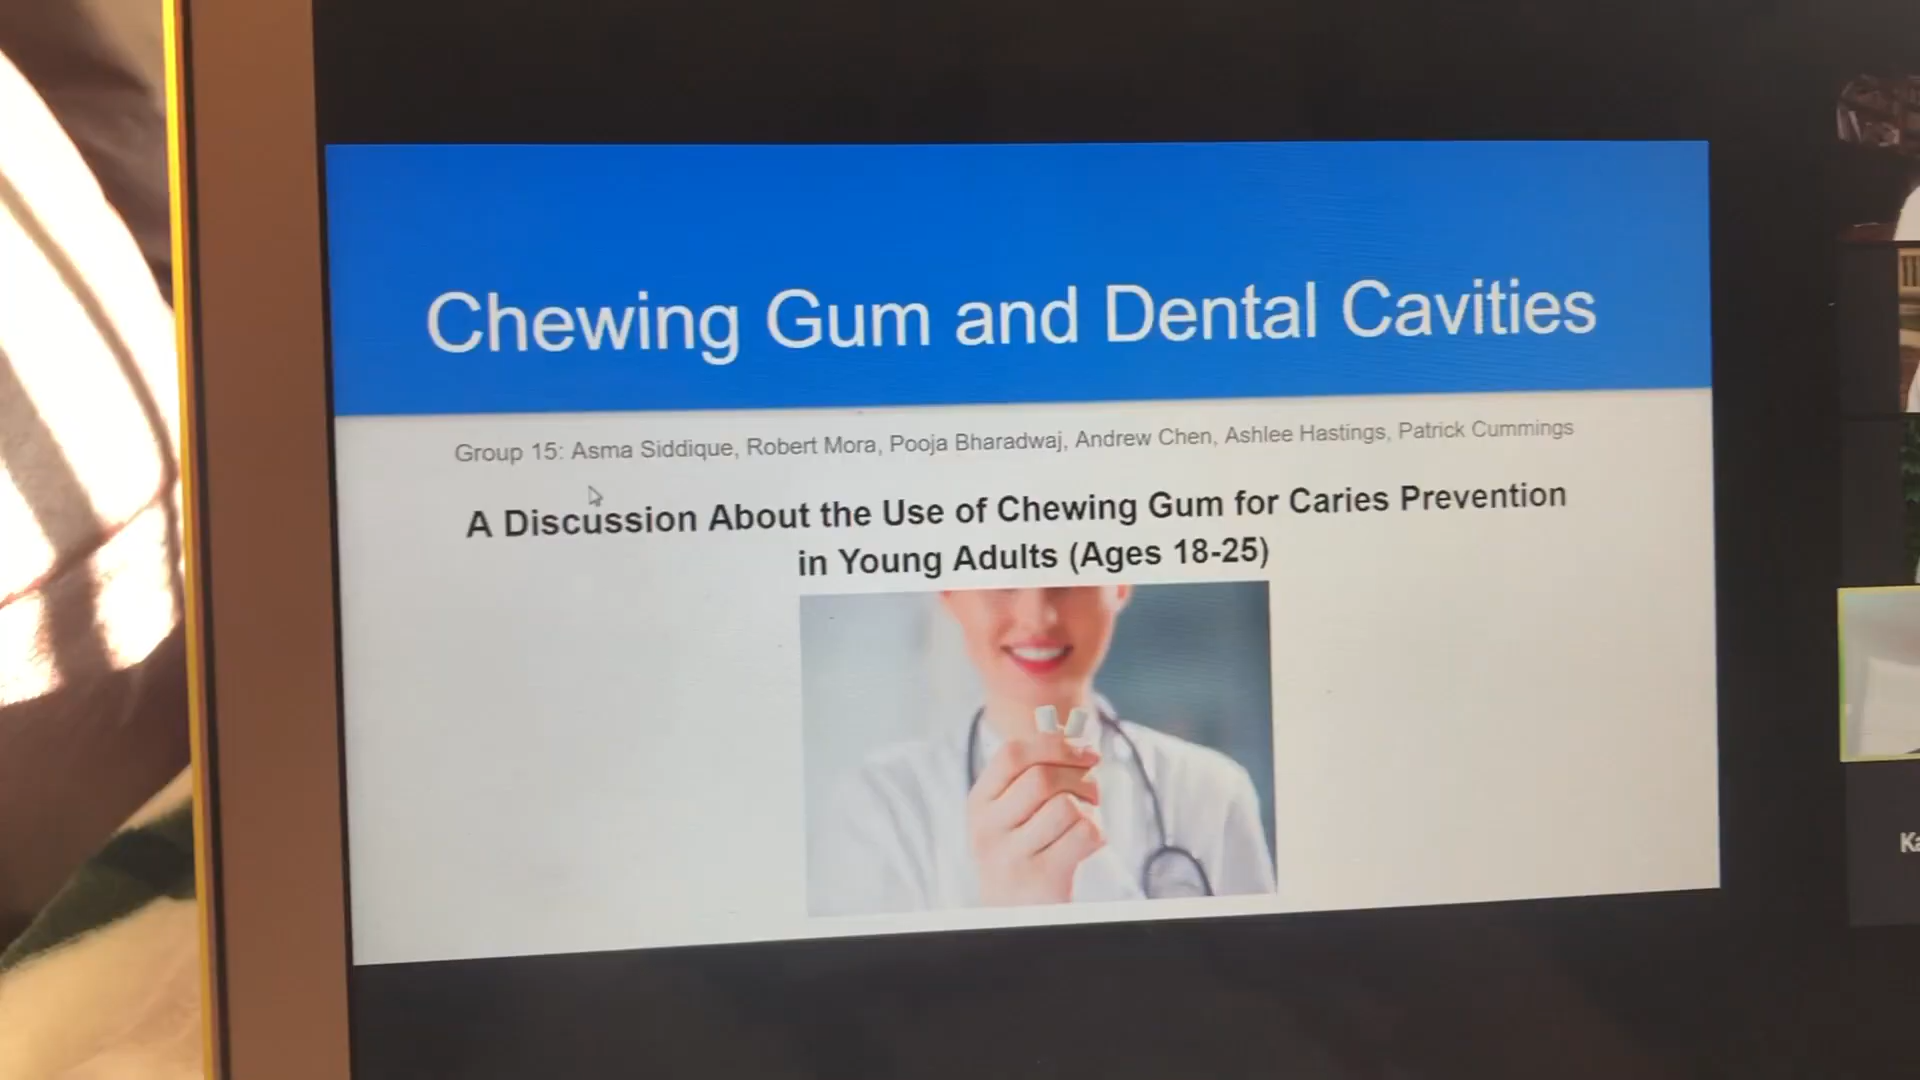 Chewing Gum and Dental Cavities
Group 15: Asma Siddique, Robert Mora, Pooja Bharadwaj, Andrew Chen, Ashlee Hastings, Patrick Cummings
A Discussion About the Use of Chewing Gum for Caries Prevention
in Young Adults (Ages 18-25)